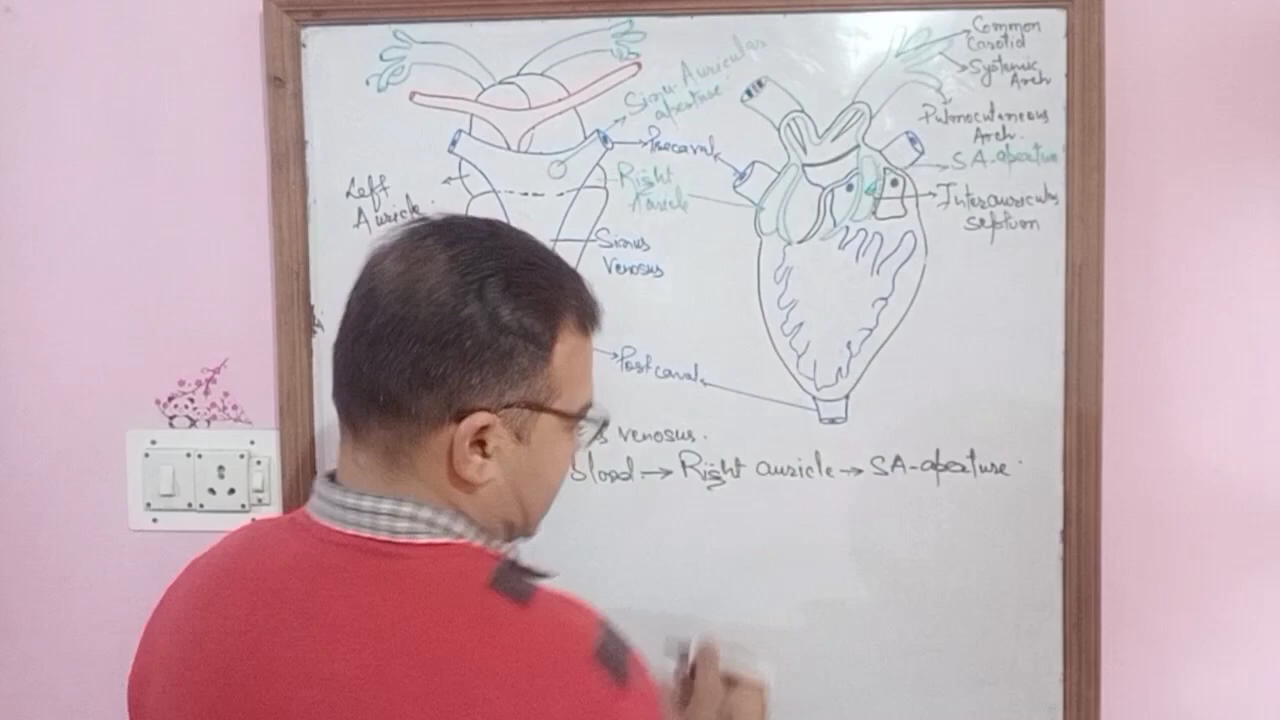 Common
Carotid
Systemic
Arch
Pulmocutaneous
Arch.
SA-aperture
Interauricular
septum
Sinu-Auricular
aperture
Precaval
Right
Auricle
Left
Auricle
Sinus
Venosus
Postcaval
venosus.
blood → Right auricle → SA-aperture